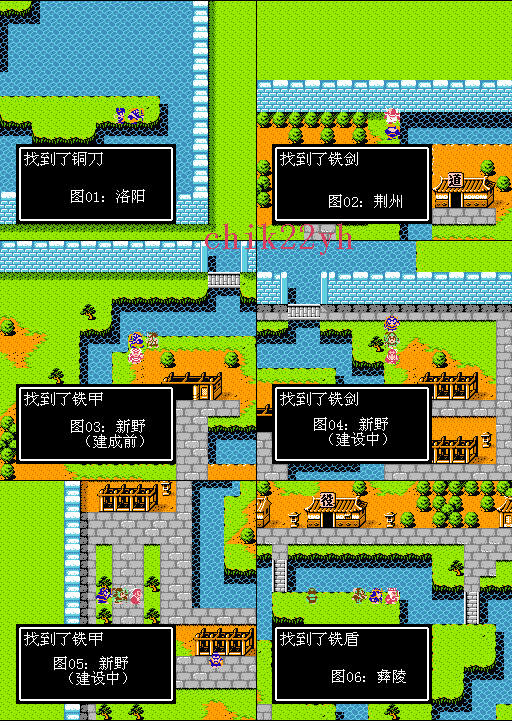 找到了铜刀
图01: 洛阳
找到了铁剑
图02: 荆州
道
chik22yh
找到了铁甲
图03: 新野
(建成前)
找到了铁剑
图04: 新野
(建设中)
找到了铁甲
图05: 新野
(建设中)
役
找到了铁盾
图06: 彝陵